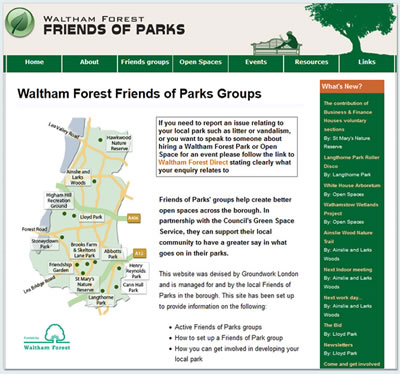 WALTHAM FOREST
FRIENDS OF PARKS
Home
About
Friends groups
Open Spaces
Events
Resources
Links
Waltham Forest Friends of Parks Groups
Lea Valley Road
Hawkwood
Nature
Reserve
Ainslie and
Larks
Woods
Higham Hill
Recreation
Ground
Lloyd Park
A406
Forest Road
Stoneydown
Park
Brooks Farm
& Skeltons
Lane Park
Abbotts
Park
A12
Friendship
Garden
Henry
Reynolds
Park
St Mary's
Nature
Reserve
Cann Hall
Park
Lea Bridge Road
Langthorne
Park
Waltham Forest
If you need to report an issue relating to
your local park such as litter or vandalism,
or you want to speak to someone about
hiring a Waltham Forest Park or Open
Space for an event please follow the link to
Waltham Forest Direct stating clearly what
your enquiry relates to
Friends of Parks' groups help create better
open spaces across the borough. In
partnership with the Council's Green Space
Service, they can support their local
community to have a greater say in what
goes on in their parks.
This website was devised by Groundwork London
and is managed for and by the local Friends of
Parks in the borough. This site has been set up
to provide information on the following:
• Active Friends of Parks groups
• How to set up a Friends of Park group
• How you can get involved in developing your
local park
What's New?
The contribution of
Business & Finance
Houses voluntary
sections
By: St Mary's Nature
Reserve
Langthorne Park Roller
Disco
By: Langthorne Park
White House Arboretum
By: Open Spaces
Walthamstow Wetlands
Project
By: Open Spaces
Ainslie Wood Nature
Trail
By: Ainslie and Larks
Woods
Next Indoor meeting
By: Ainslie and Larks
Woods
Next work day...
By: Ainslie and Larks
Woods
The Bid
By: Lloyd Park
Newsletters
By: Lloyd Park
Come and get involved